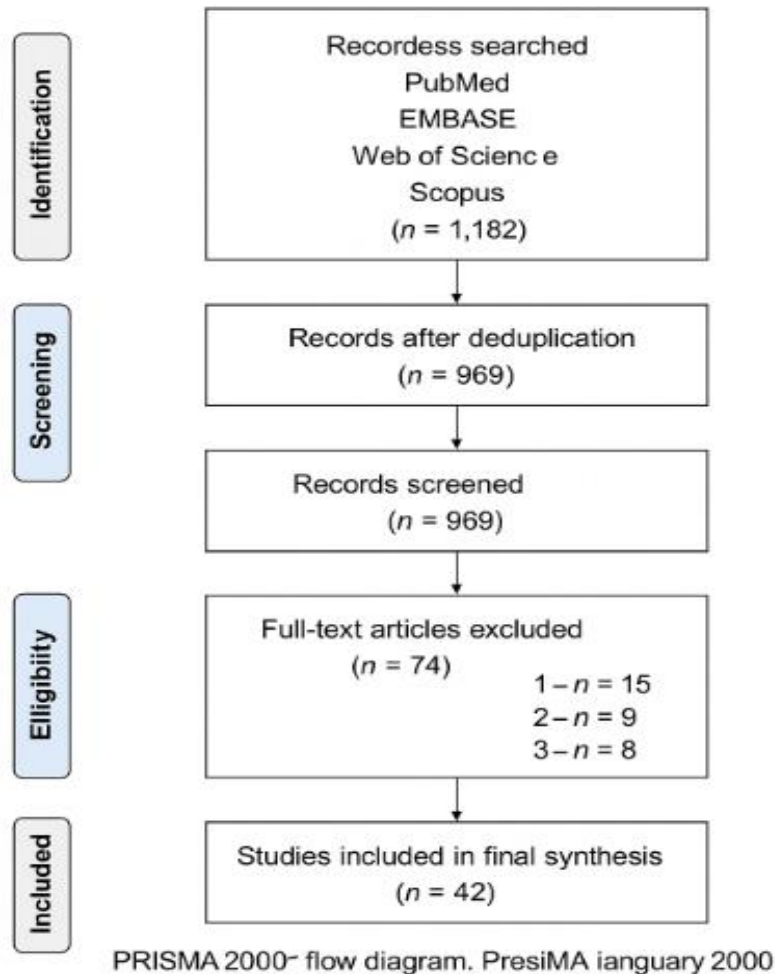 Identification
Recordess searched
PubMed
EMBASE
Web of Scienc e
Scopus
(n = 1,182)
Screening
Records after deduplication
(n = 969)
Records screened
(n = 969)
Elligibiity
Full-text articles excluded
(n = 74)
1 – n = 15
2 – n = 9
3 – n = 8
Included
Studies included in final synthesis
(n = 42)
PRISMA 2000– flow diagram. PresiMA ianguary 2000